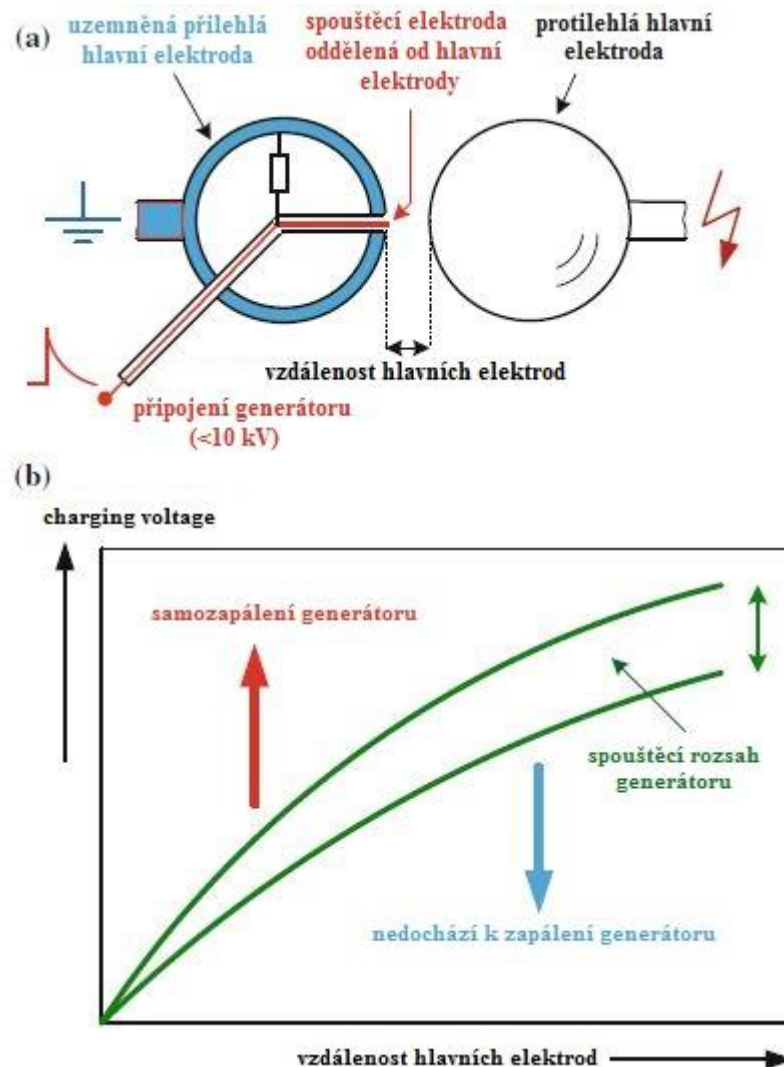 (a)
uzemněná přilehlá
hlavní elektroda
spouštěcí elektroda
oddělená od hlavní
elektrody
protilehlá hlavní
elektroda
vzdálenost hlavních elektrod
připojení generátoru
(<10 kV)
(b)
charging voltage
samozapálení generátoru
spouštěcí rozsah
generátoru
nedochází k zapálení generátoru
vzdálenost hlavních elektrod